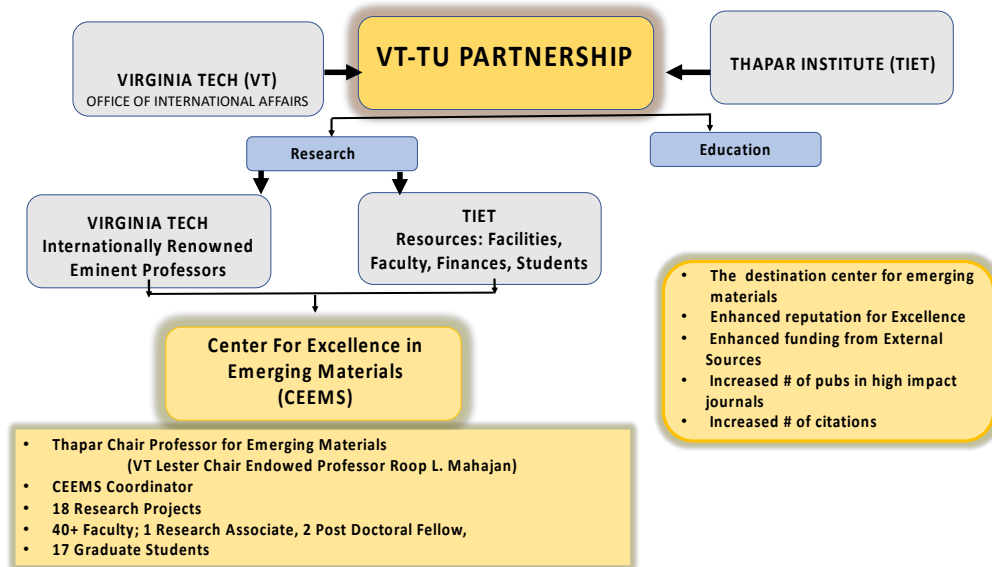 VT-TU PARTNERSHIP
VIRGINIA TECH (VT)
OFFICE OF INTERNATIONAL AFFAIRS
THAPAR INSTITUTE (TIET)
Research
Education
VIRGINIA TECH
Internationally Renowned
Eminent Professors
TIET
Resources: Facilities,
Faculty, Finances, Students
• The destination center for emerging
materials
• Enhanced reputation for Excellence
• Enhanced funding from External
Sources
• Increased # of pubs in high impact
journals
• Increased # of citations
Center For Excellence in
Emerging Materials
(CEEMS)
• Thapar Chair Professor for Emerging Materials
(VT Lester Chair Endowed Professor Roop L. Mahajan)
• CEEMS Coordinator
• 18 Research Projects
• 40+ Faculty; 1 Research Associate, 2 Post Doctoral Fellow,
• 17 Graduate Students